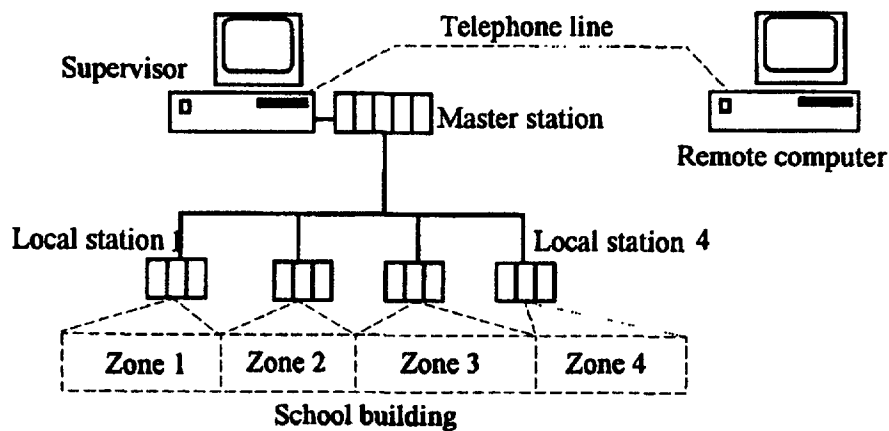 Telephone line
Supervisor
Master station
Remote computer
Local station 1
Local station 4
Zone 1
Zone 2
Zone 3
Zone 4
School building